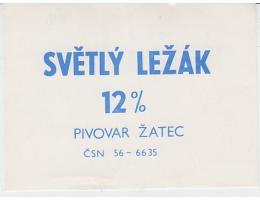 SVĚTLÝ LEŽÁK
12%
PIVOVAR ŽATEC
ČSN 56-6635